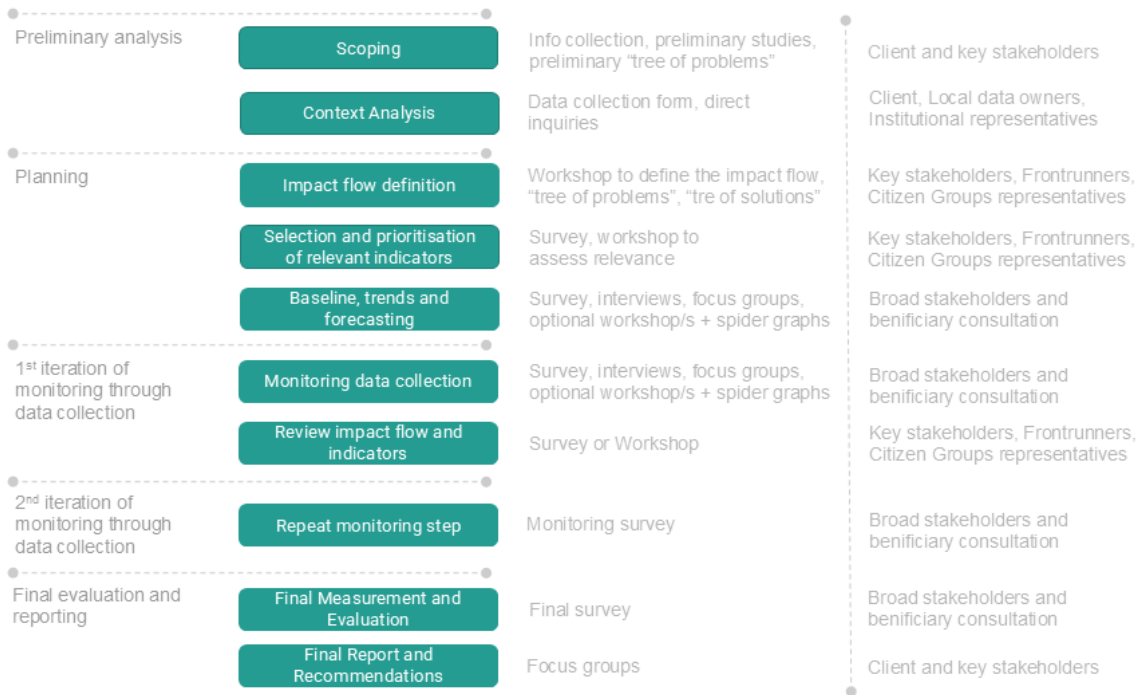 Preliminary analysis
Scoping
Info collection, preliminary studies,
preliminary “tree of problems”
Client and key stakeholders
Context Analysis
Data collection form, direct
inquiries
Client, Local data owners,
Institutional representatives
Planning
Impact flow definition
Workshop to define the impact flow,
“tree of problems”, “tre of solutions”
Key stakeholders, Frontrunners,
Citizen Groups representatives
Selection and prioritisation
of relevant indicators
Survey, workshop to
assess relevance
Key stakeholders, Frontrunners,
Citizen Groups representatives
Baseline, trends and
forecasting
Survey, interviews, focus groups,
optional workshop/s + spider graphs
Broad stakeholders and
benificiary consultation
1st iteration of
monitoring through
data collection
Monitoring data collection
Survey, interviews, focus groups,
optional workshop/s + spider graphs
Broad stakeholders and
benificiary consultation
Review impact flow and
indicators
Survey or Workshop
Key stakeholders, Frontrunners,
Citizen Groups representatives
2nd iteration of
monitoring through
data collection
Repeat monitoring step
Monitoring survey
Broad stakeholders and
benificiary consultation
Final evaluation and
reporting
Final Measurement and
Evaluation
Final survey
Broad stakeholders and
benificiary consultation
Final Report and
Recommendations
Focus groups
Client and key stakeholders